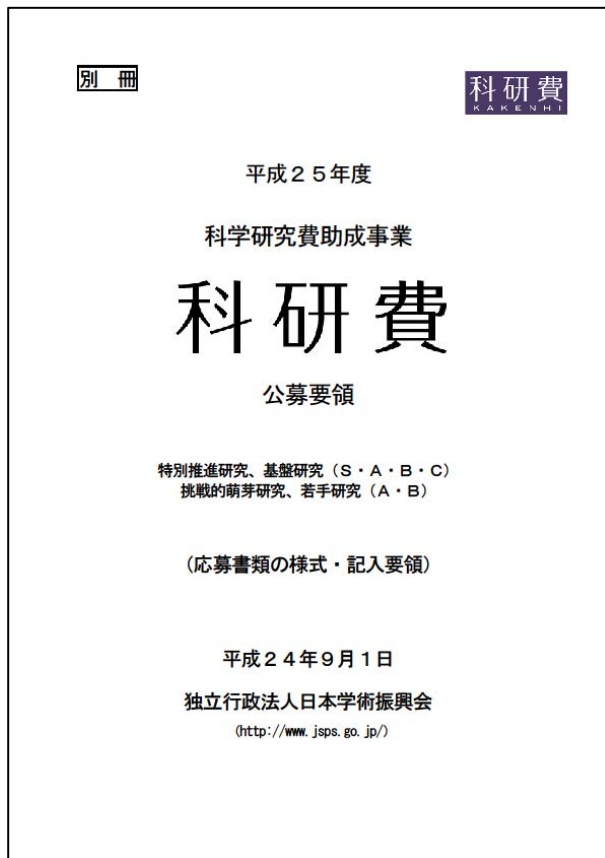 別　冊
科研費
KAKENHI
平成２５年度
科学研究費助成事業
科研費
公募要領
特別推進研究、基盤研究（Ｓ・Ａ・Ｂ・Ｃ）
挑戦的萌芽研究、若手研究（Ａ・Ｂ）
（応募書類の様式・記入要領）
平成２４年９月１日
独立行政法人日本学術振興会
(http://www.jsps.go.jp/)